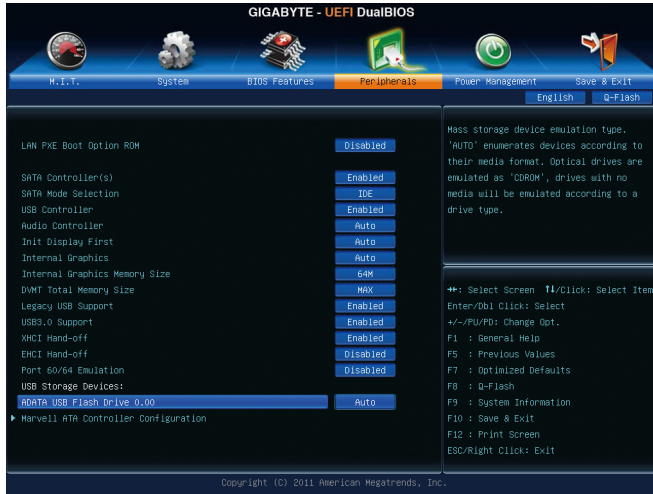 GIGABYTE - UEFI DualBIOS
M.I.T. System BIOS Features Peripherals Power Management Save & Exit
English Q-Flash
LAN PXE Boot Option ROM Disabled
SATA Controller(s) Enabled
SATA Mode Selection IDE
USB Controller Enabled
Audio Controller Auto
Init Display First Auto
Internal Graphics Auto
Internal Graphics Memory Size 64M
DVMT Total Memory Size MAX
Legacy USB Support Enabled
USB3.0 Support Enabled
XHCI Hand-off Enabled
EHCI Hand-off Disabled
Port 60/64 Emulation Disabled
USB Storage Devices:
ADATA USB Flash Drive 0.00 Auto
Marvell ATA Controller Configuration
Mass storage device emulation type.
'AUTO' enumerates devices according to
their media format. Optical drives are
emulated as 'CDROM', drives with no
media will be emulated according to a
drive type.
↔: Select Screen ↑↓/Click: Select Item
Enter/Dbl Click: Select
+/-/PU/PD: Change Opt.
F1 : General Help
F5 : Previous Values
F7 : Optimized Defaults
F8 : Q-Flash
F9 : System Information
F10 : Save & Exit
F12 : Print Screen
ESC/Right Click: Exit
Copyright (C) 2011 American Megatrends, Inc.